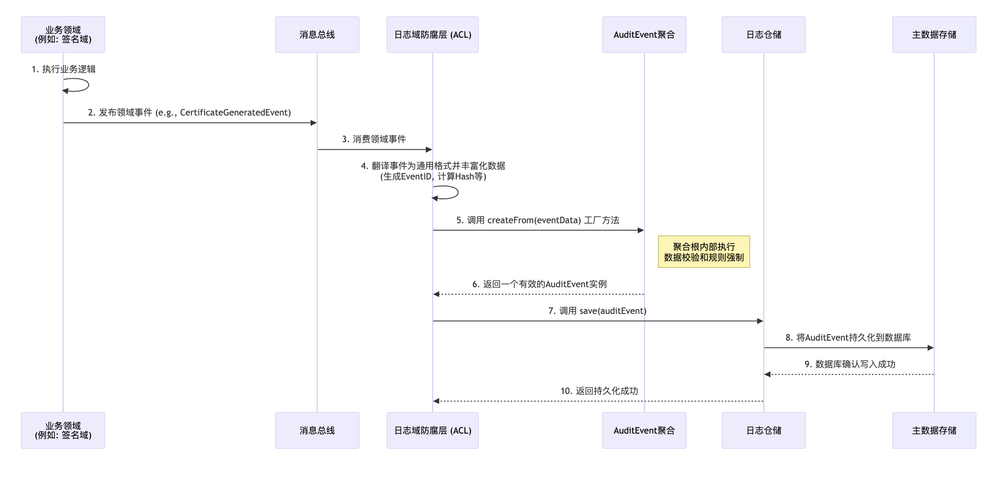 业务领域
(例如: 签名域)
消息总线
日志域防腐层 (ACL)
AuditEvent聚合
日志仓储
主数据存储
1. 执行业务逻辑
2. 发布领域事件 (e.g., CertificateGeneratedEvent)
3. 消费领域事件
4. 翻译事件为通用格式并丰富化数据
(生成EventID, 计算Hash等)
5. 调用 createFrom(eventData) 工厂方法
聚合根内部执行
数据校验和规则强制
6. 返回一个有效的AuditEvent实例
7. 调用 save(auditEvent)
8. 将AuditEvent持久化到数据库
9. 数据库确认写入成功
10. 返回持久化成功
业务领域
(例如: 签名域)
消息总线
日志域防腐层 (ACL)
AuditEvent聚合
日志仓储
主数据存储